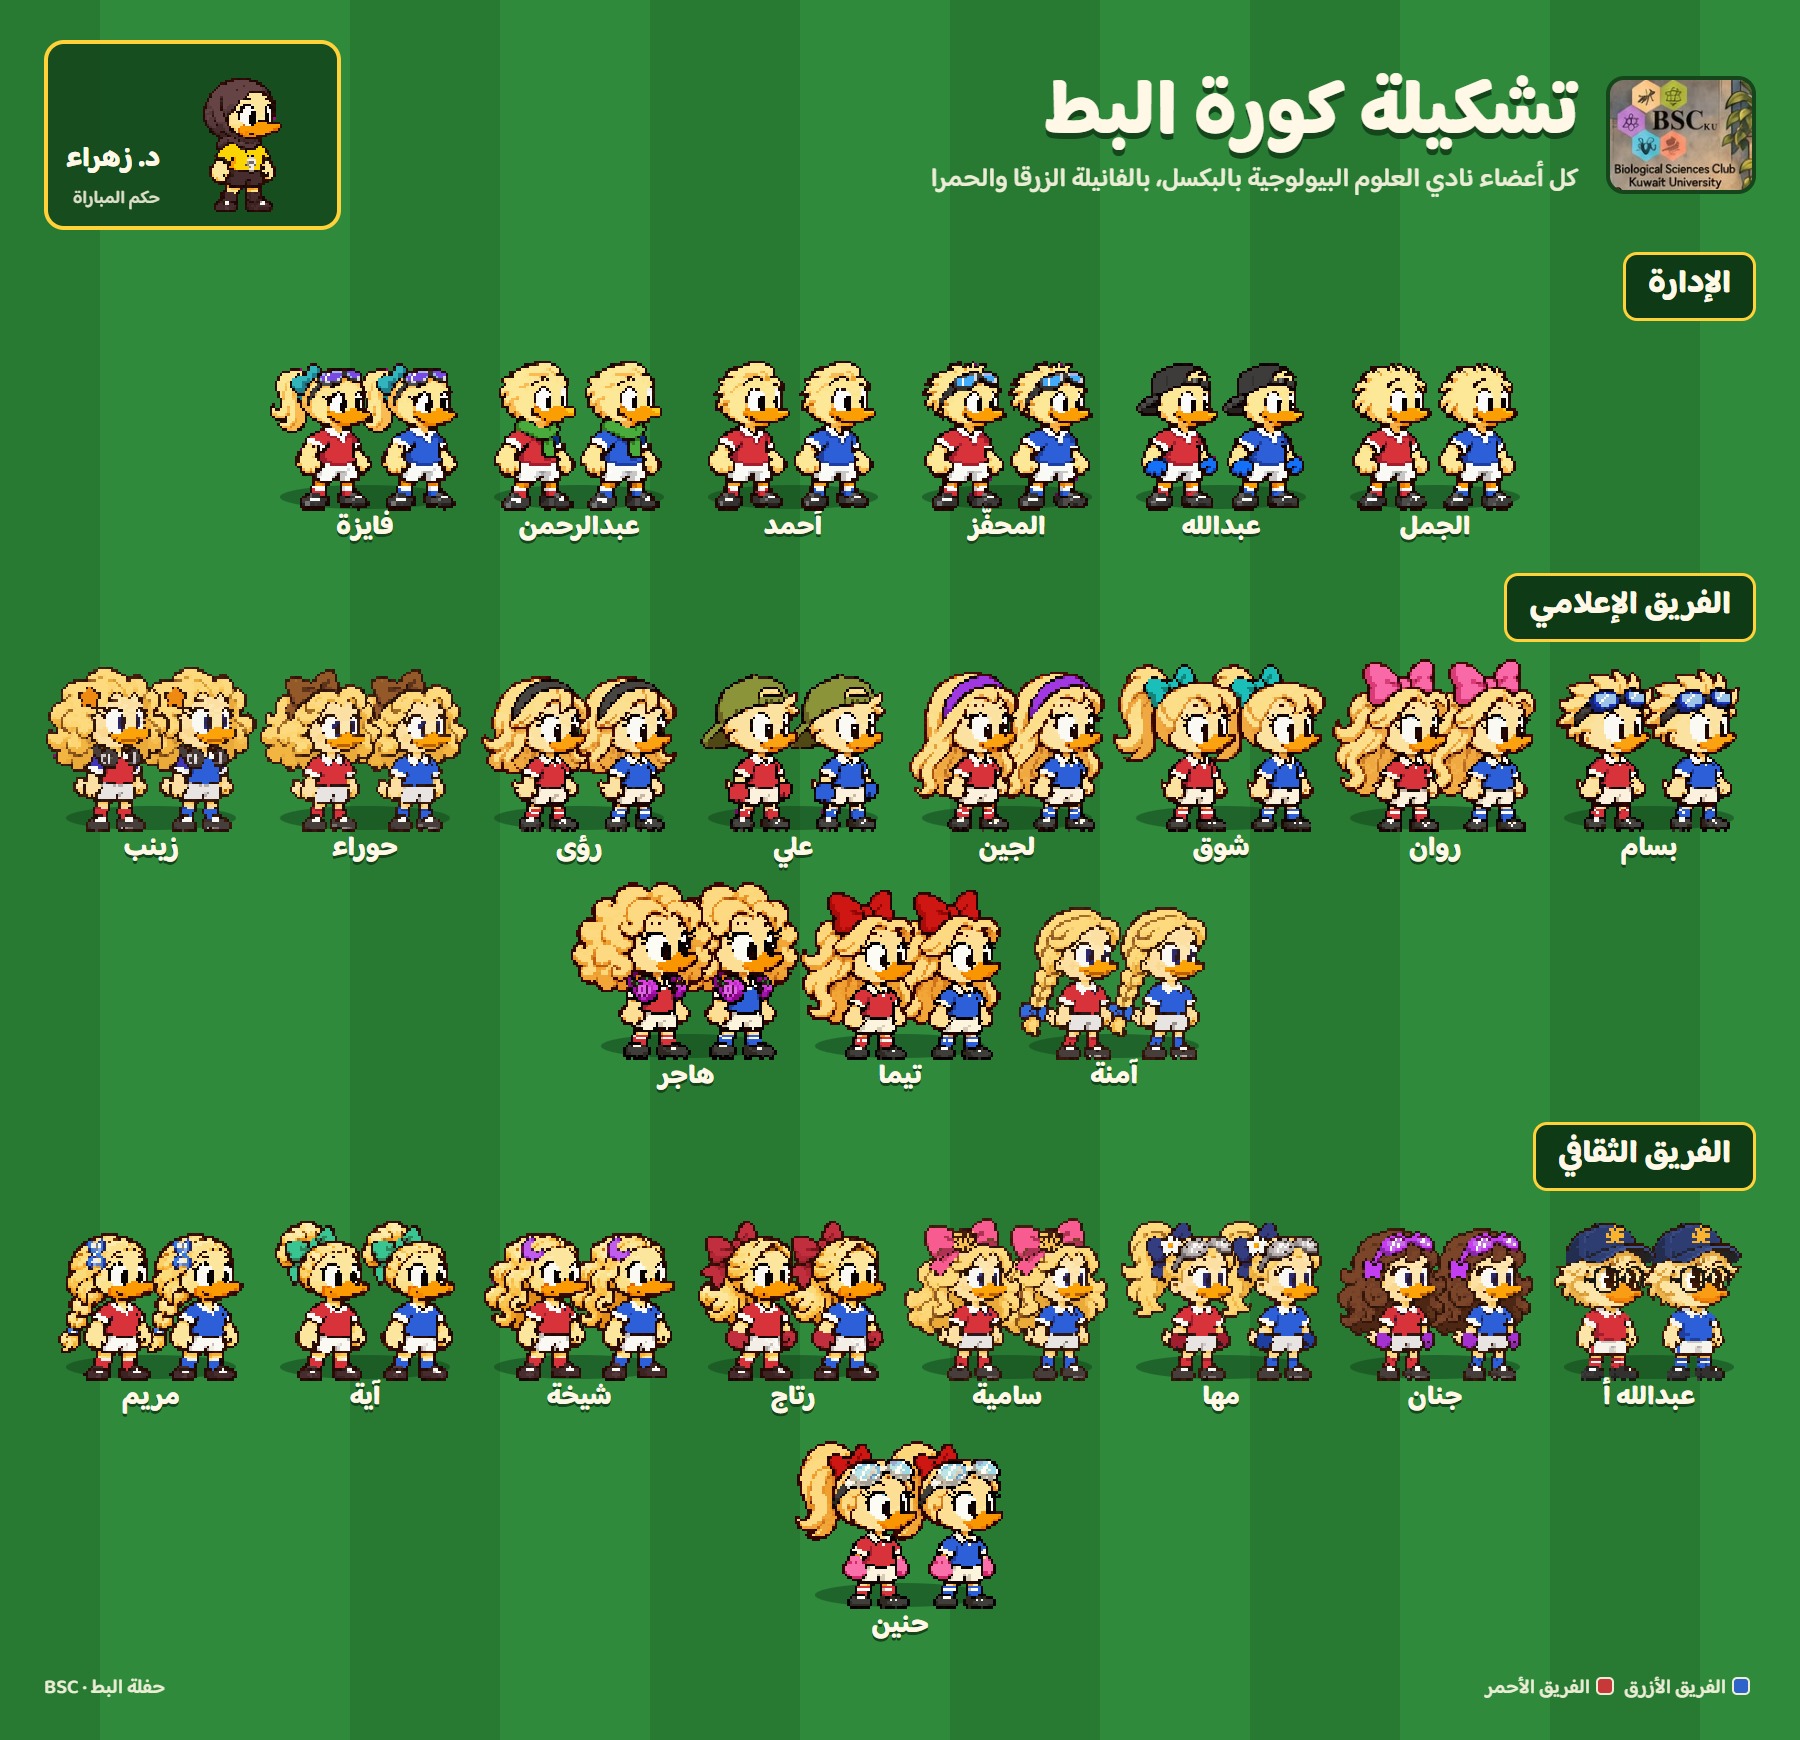 تشكيلة كورة البط
كل أعضاء نادي العلوم البيولوجية بالبكسل، بالفانيلة الزرقا والحمرا
BSC KU
Biological Sciences Club
Kuwait University
د. زهراء
حكم المباراة
الإدارة
الجمل
عبدالله
المحفّز
أحمد
عبدالرحمن
فايزة
الفريق الإعلامي
بسام
روان
شوق
لجين
علي
رؤى
حوراء
زينب
آمنة
تيما
هاجر
الفريق الثقافي
عبدالله أ
جنان
مها
سامية
رتاج
شيخة
آية
مريم
حنين
الفريق الأزرق
الفريق الأحمر
حفلة البط · BSC